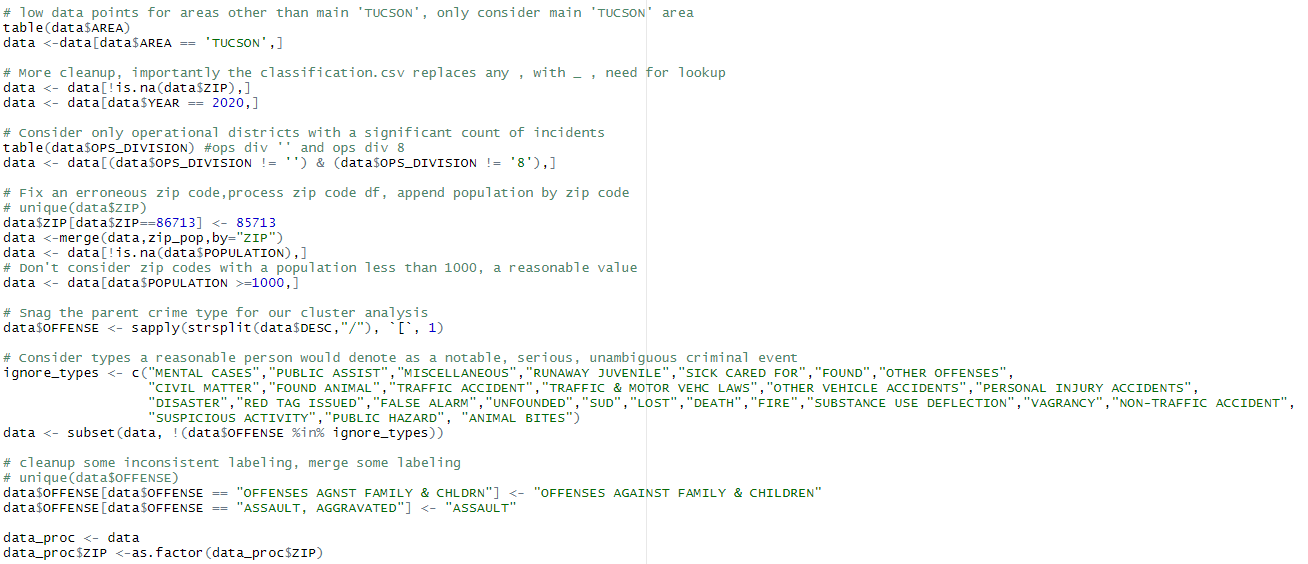 # low data points for areas other than main 'TUCSON', only consider main 'TUCSON' area
table(data$AREA)
data <-data[data$AREA == 'TUCSON',]
# More cleanup, importantly the classification.csv replaces any , with _ , need for lookup
data <- data[!is.na(data$ZIP),]
data <- data[data$YEAR == 2020,]
# Consider only operational districts with a significant count of incidents
table(data$OPS_DIVISION) #ops div '' and ops div 8
data <- data[(data$OPS_DIVISION != '') & (data$OPS_DIVISION != '8'),]
# Fix an erroneous zip code,process zip code df, append population by zip code
# unique(data$ZIP)
data$ZIP[data$ZIP==86713] <- 85713
data <-merge(data,zip_pop,by="ZIP")
data <- data[!is.na(data$POPULATION),]
# Don't consider zip codes with a population less than 1000, a reasonable value
data <- data[data$POPULATION >=1000,]
# Snag the parent crime type for our cluster analysis
data$OFFENSE <- sapply(strsplit(data$DESC,"/"), `[`, 1)
# Consider types a reasonable person would denote as a notable, serious, unambiguous criminal event
ignore_types <- c("MENTAL CASES","PUBLIC ASSIST","MISCELLANEOUS","RUNAWAY JUVENILE","SICK CARED FOR","FOUND","OTHER OFFENSES",
"CIVIL MATTER","FOUND ANIMAL","TRAFFIC ACCIDENT","TRAFFIC & MOTOR VEHC LAWS","OTHER VEHICLE ACCIDENTS","PERSONAL INJURY ACCIDENTS",
"DISASTER","RED TAG ISSUED","FALSE ALARM","UNFOUNDED","SUD","LOST","DEATH","FIRE","SUBSTANCE USE DEFLECTION","VAGRANCY","NON-TRAFFIC ACCIDENT",
"SUSPICIOUS ACTIVITY","PUBLIC HAZARD", "ANIMAL BITES")
data <- subset(data, !(data$OFFENSE %in% ignore_types))
# cleanup some inconsistent labeling, merge some labeling
# unique(data$OFFENSE)
data$OFFENSE[data$OFFENSE == "OFFENSES AGNST FAMILY & CHLDRN"] <- "OFFENSES AGAINST FAMILY & CHILDREN"
data$OFFENSE[data$OFFENSE == "ASSAULT, AGGRAVATED"] <- "ASSAULT"
data_proc <- data
data_proc$ZIP <-as.factor(data_proc$ZIP)